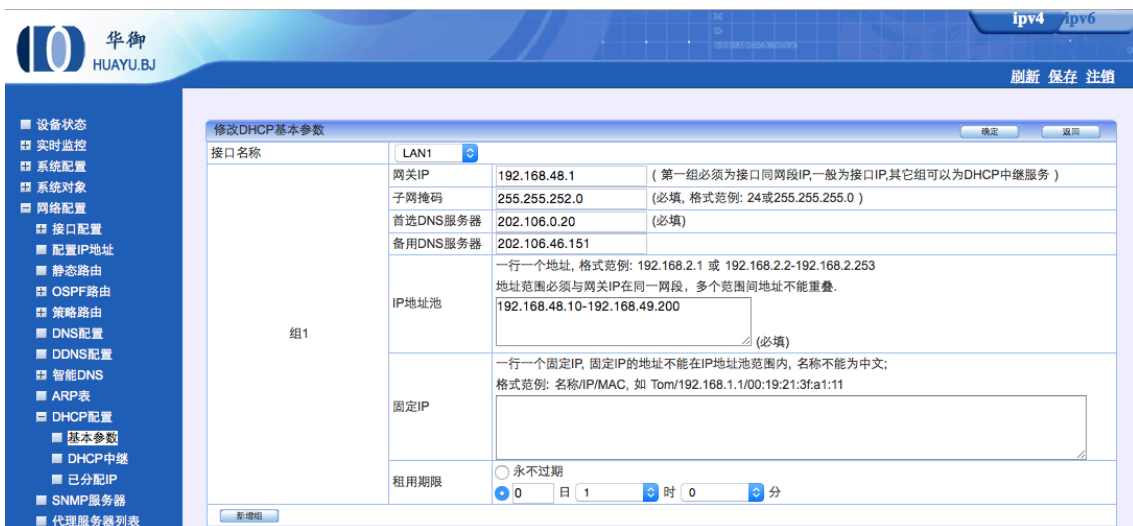 华御
HUAYU.BJ
ipv4
ipv6
刷新 保存 注销
设备状态
实时监控
系统配置
系统对象
网络配置
接口配置
配置IP地址
静态路由
OSPF路由
策略路由
DNS配置
DDNS配置
智能DNS
ARP表
DHCP配置
基本参数
DHCP中继
已分配IP
SNMP服务器
代理服务器列表
修改DHCP基本参数
确定
返回
接口名称
LAN1
组1
网关IP
192.168.48.1
( 第一组必须为接口同网段IP,一般为接口IP,其它组可以为DHCP中继服务 )
子网掩码
255.255.252.0
(必填, 格式范例: 24或255.255.255.0 )
首选DNS服务器
202.106.0.20
(必填)
备用DNS服务器
202.106.46.151
IP地址池
一行一个地址, 格式范例: 192.168.2.1 或 192.168.2.2-192.168.2.253
地址范围必须与网关IP在同一网段，多个范围间地址不能重叠.
192.168.48.10-192.168.49.200
(必填)
固定IP
一行一个固定IP, 固定IP的地址不能在IP地址池范围内, 名称不能为中文;
格式范例: 名称/IP/MAC, 如 Tom/192.168.1.1/00:19:21:3f:a1:11
租用期限
永不过期
0 日 1 时 0 分
新增组